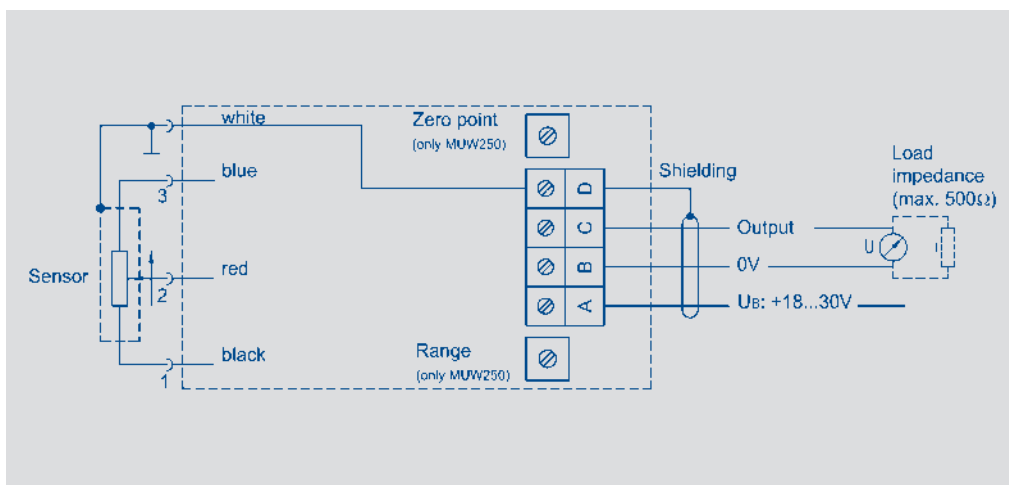 white
Zero point
(only MUW250)
blue
3
Shielding
D
Load
impedance
(max. 500Ω)
C
Output
U
I
Sensor
red
2
B
0V
A
UB: +18...30V
black
1
Range
(only MUW250)